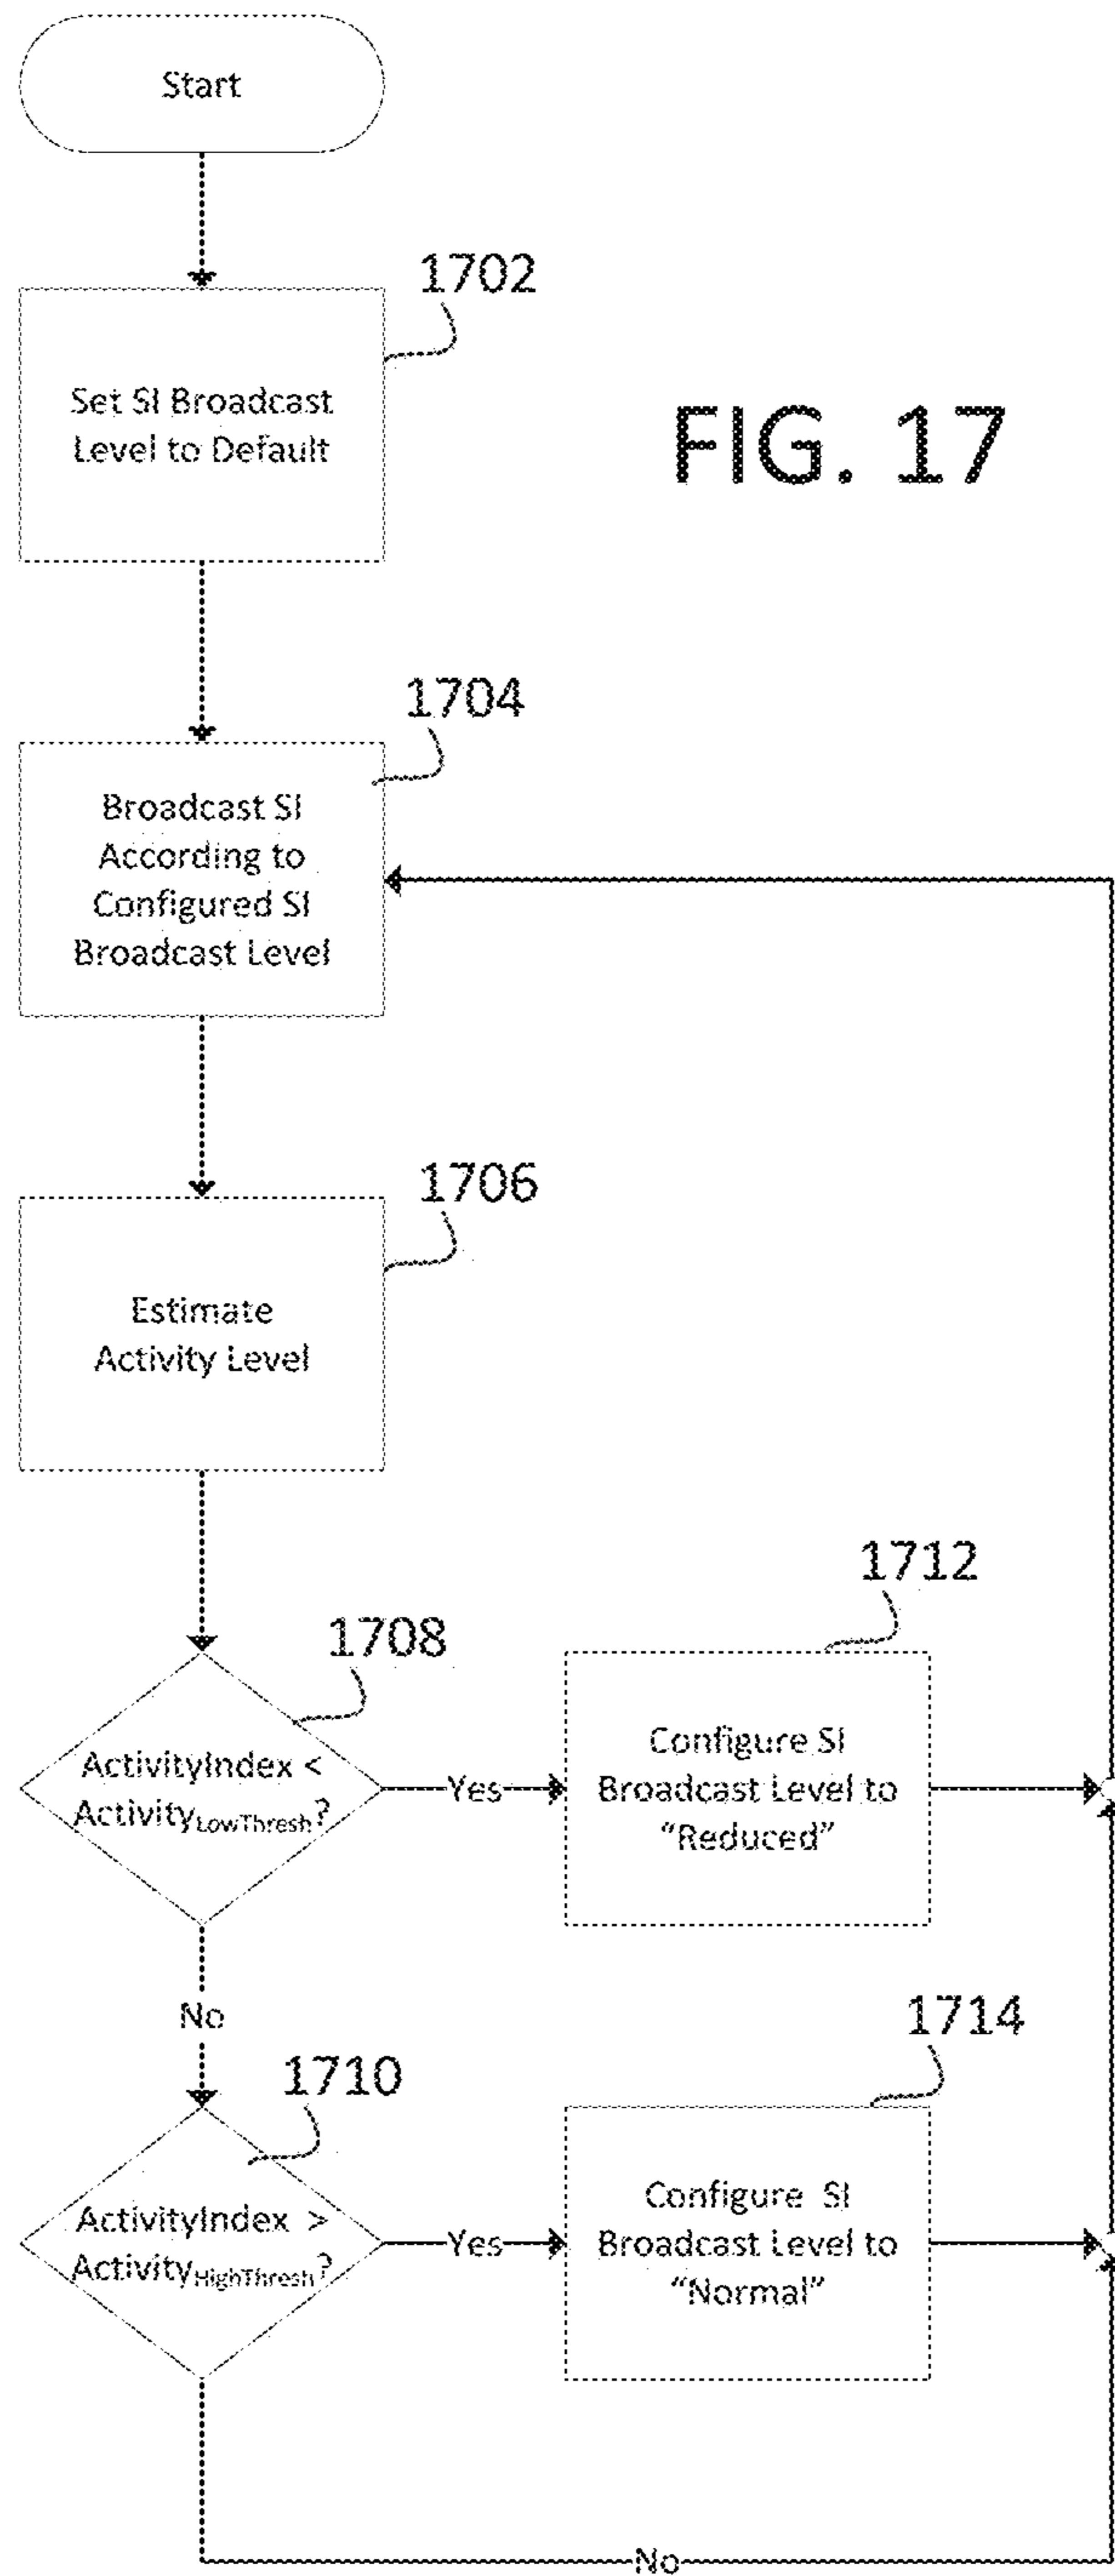 Start
1702
Set SI Broadcast
Level to Default
FIG. 17
1704
Broadcast SI
According to
Configured SI
Broadcast Level
1706
Estimate
Activity Level
1708
ActivityIndex <
ActivityLowThresh?
Yes
1712
Configure SI
Broadcast Level to
“Reduced”
No
1710
ActivityIndex >
ActivityHighThresh?
Yes
1714
Configure SI
Broadcast Level to
“Normal”
No